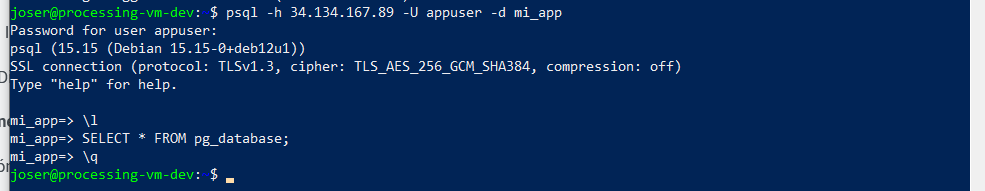 joser@processing-vm-dev:~$ psql -h 34.134.167.89 -U appuser -d mi_app
Password for user appuser:
psql (15.15 (Debian 15.15-0+deb12u1))
SSL connection (protocol: TLSv1.3, cipher: TLS_AES_256_GCM_SHA384, compression: off)
Type "help" for help.

mi_app=> \l
mi_app=> SELECT * FROM pg_database;
mi_app=> \q
joser@processing-vm-dev:~$